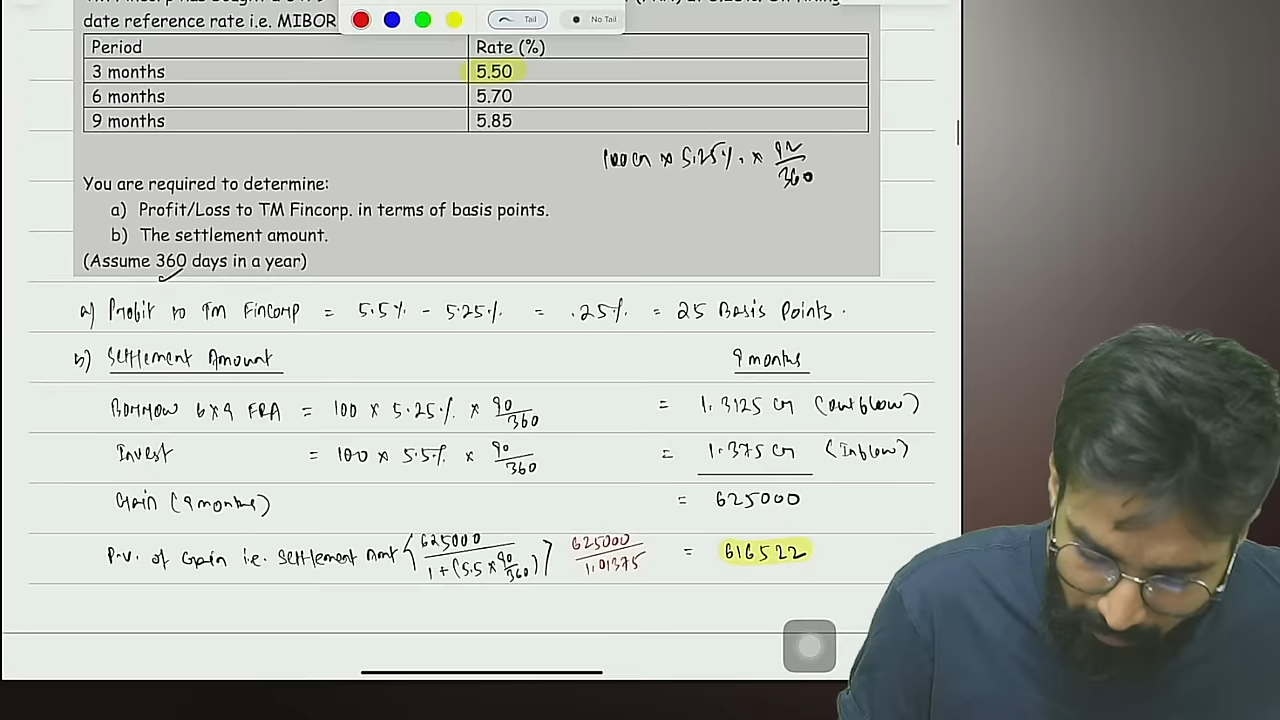 date reference rate i.e. MIBOR
Tail
No Tail
Period Rate (%)
3 months 5.50
6 months 5.70
9 months 5.85
100 cr × 5.25% × 92/360
You are required to determine:
a) Profit/Loss to TM Fincorp. in terms of basis points.
b) The settlement amount.
(Assume 360 days in a year)
a) Profit to TM Fincorp = 5.5% - 5.25% = .25% = 25 Basis Points.
b) Settlement Amount 9 months
Borrow 6x9 FRA = 100 × 5.25% × 90/360 = 1.3125 cr (outflow)
Invest = 100 × 5.5% × 90/360 = 1.375 cr (Inflow)
Gain (9 months) = 625000
P.V. of Gain i.e. Settlement Amt {625000/1+(5.5×90/360)} 625000/1.01375 = 616522